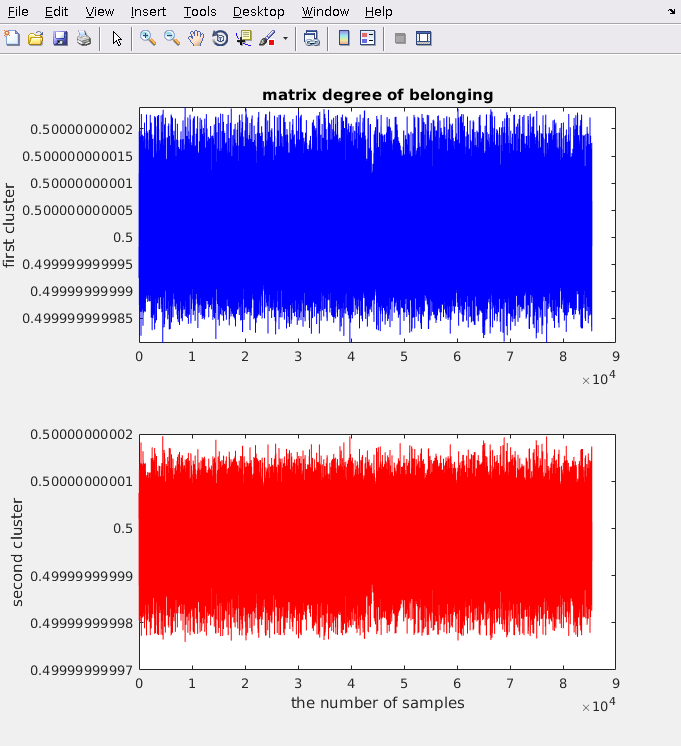 File Edit View Insert Tools Desktop Window Help
matrix degree of belonging
first cluster
0.50000000002
0.500000000015
0.50000000001
0.500000000005
0.5
0.499999999995
0.49999999999
0.499999999985
0 1 2 3 4 5 6 7 8 9
×10^4
second cluster
0.50000000002
0.50000000001
0.5
0.49999999999
0.49999999998
0.49999999997
0 1 2 3 4 5 6 7 8 9
the number of samples
×10^4